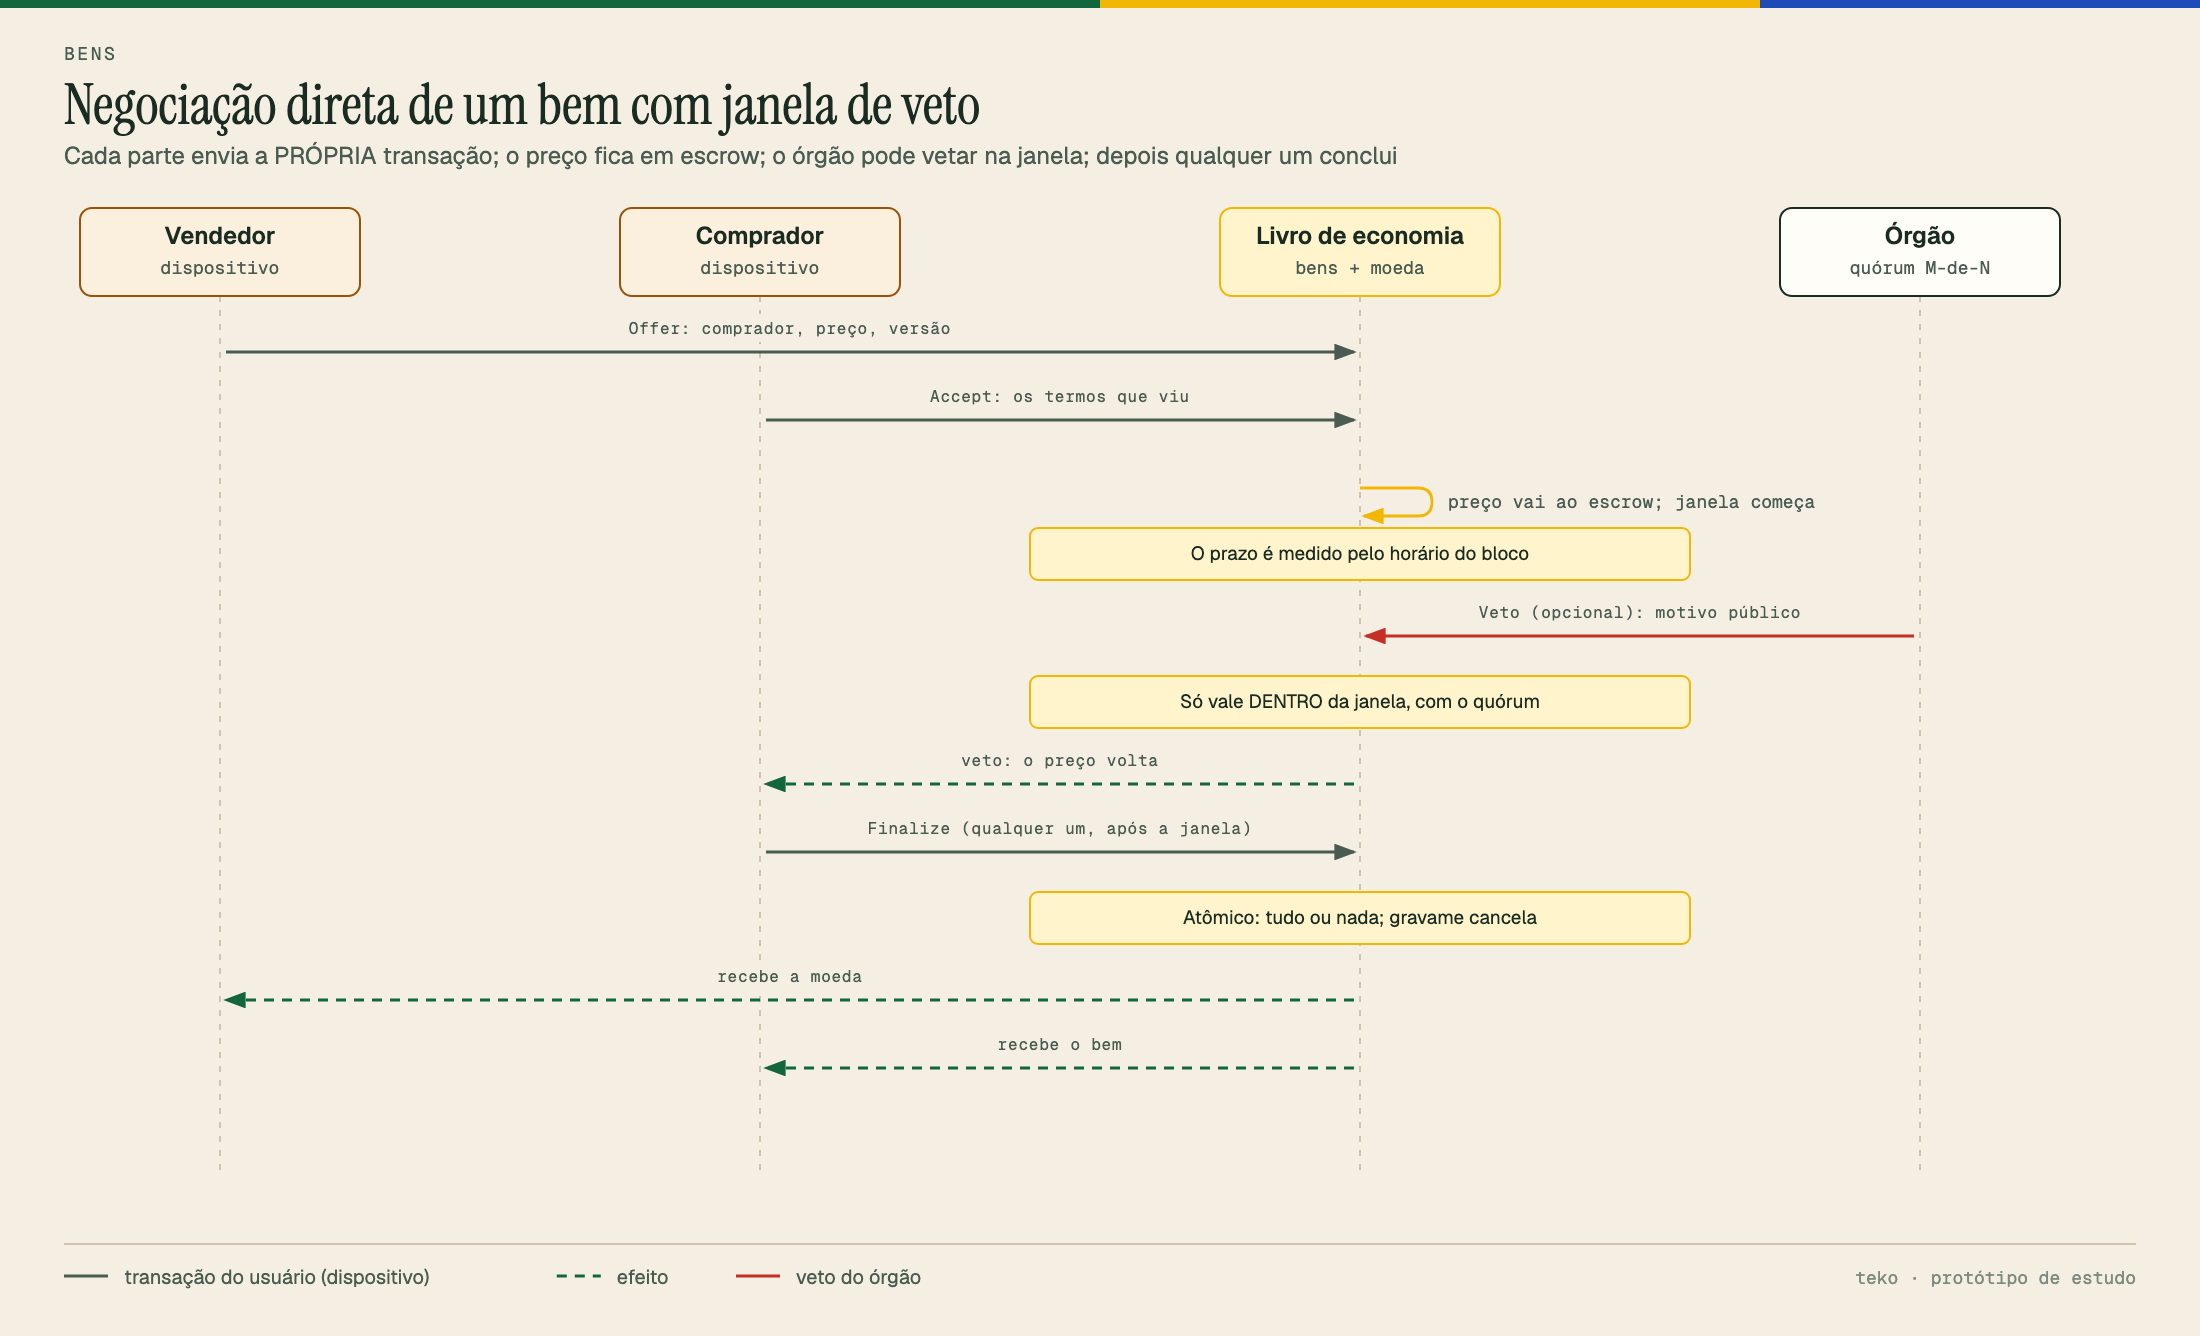 BENS
Negociação direta de um bem com janela de veto
Cada parte envia a PRÓPRIA transação; o preço fica em escrow; o órgão pode vetar na janela; depois qualquer um conclui
Vendedor
dispositivo
Comprador
dispositivo
Livro de economia
bens + moeda
Órgão
quórum M-de-N
Offer: comprador, preço, versão
Accept: os termos que viu
preço vai ao escrow; janela começa
O prazo é medido pelo horário do bloco
Veto (opcional): motivo público
Só vale DENTRO da janela, com o quórum
veto: o preço volta
Finalize (qualquer um, após a janela)
Atômico: tudo ou nada; gravame cancela
recebe a moeda
recebe o bem
transação do usuário (dispositivo)
efeito
veto do órgão
teko · protótipo de estudo